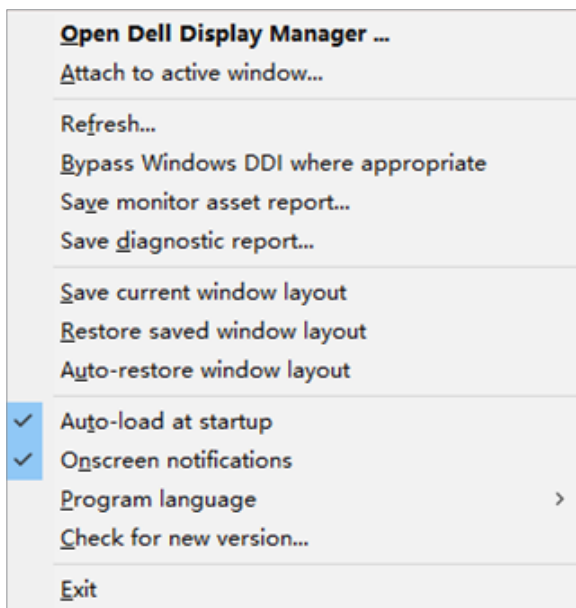 Open Dell Display Manager ...
Attach to active window...
Refresh...
Bypass Windows DDI where appropriate
Save monitor asset report...
Save diagnostic report...
Save current window layout
Restore saved window layout
Auto-restore window layout
Auto-load at startup
Onscreen notifications
Program language
Check for new version...
Exit